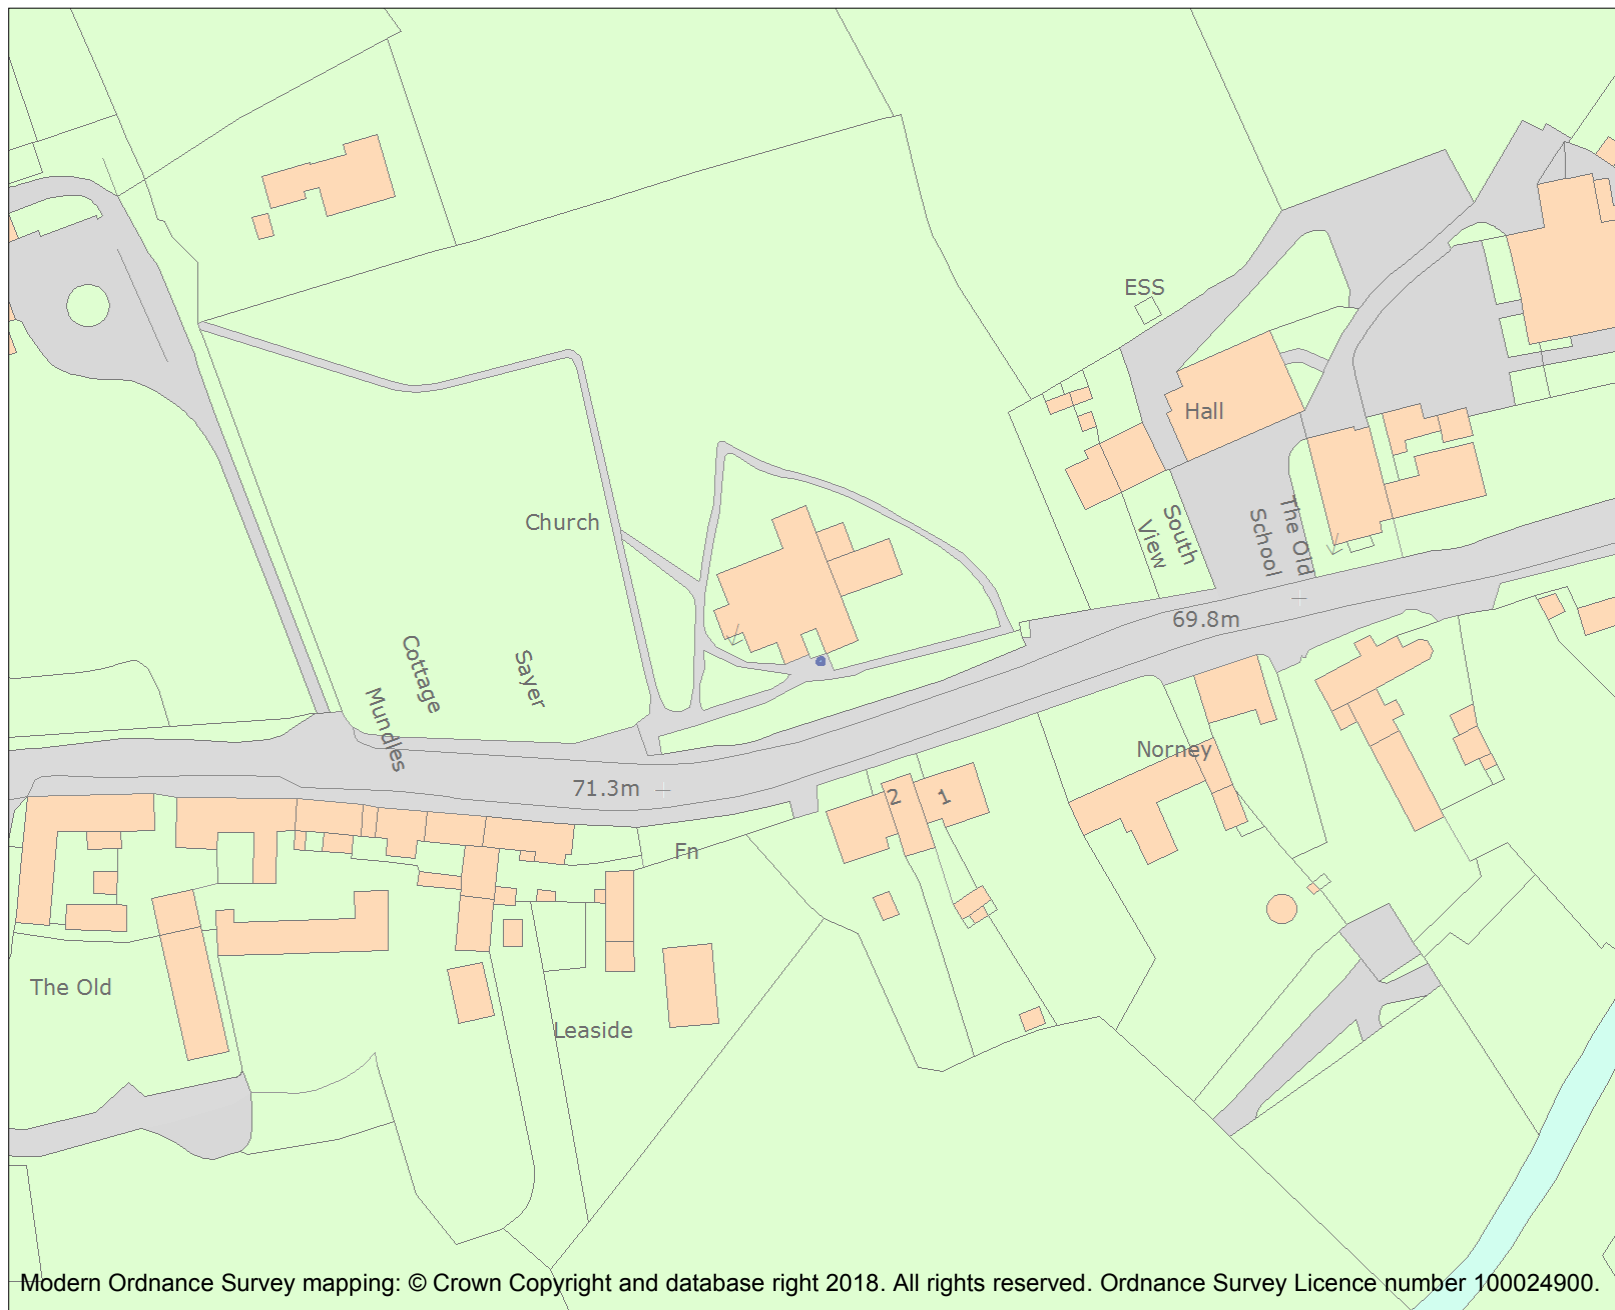 ESS
Hall
Church
South
View
The Old
School
69.8m
Cottage
Mundles
Sayer
Norney
71.3m
2
1
Fn
The Old
Leaside
Modern Ordnance Survey mapping: © Crown Copyright and database right 2018. All rights reserved. Ordnance Survey Licence number 100024900.